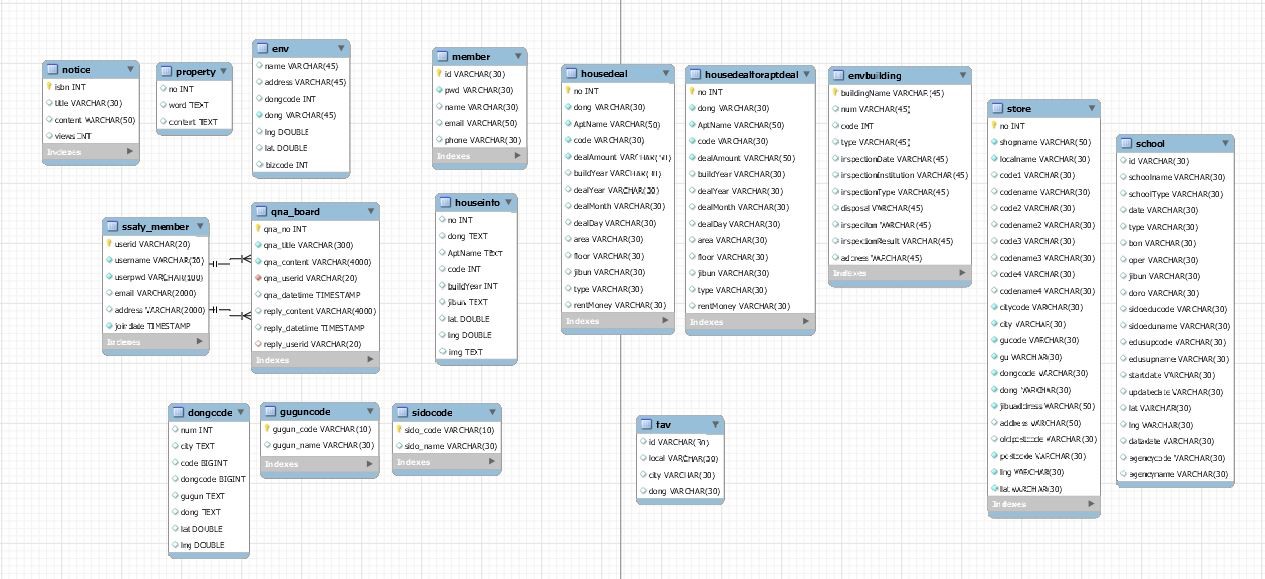 notice
isbn INT
title VARCHAR(30)
content VARCHAR(50)
views INT
Indexes
property
no INT
word TEXT
content TEXT
env
name VARCHAR(45)
address VARCHAR(45)
dongcode INT
dong VARCHAR(45)
lng DOUBLE
lat DOUBLE
bizcode INT
member
id VARCHAR(30)
pwd VARCHAR(30)
name VARCHAR(30)
email VARCHAR(50)
phone VARCHAR(30)
Indexes
housedeal
no INT
dong VARCHAR(30)
AptName VARCHAR(50)
code VARCHAR(30)
dealAmount VARCHAR(50)
buildYear VARCHAR(30)
dealYear VARCHAR(30)
dealMonth VARCHAR(30)
dealDay VARCHAR(30)
area VARCHAR(30)
floor VARCHAR(30)
jibun VARCHAR(30)
type VARCHAR(30)
rentMoney VARCHAR(30)
Indexes
housedealforaptdeal
no INT
dong VARCHAR(30)
AptName VARCHAR(50)
code VARCHAR(30)
dealAmount VARCHAR(50)
buildYear VARCHAR(30)
dealYear VARCHAR(30)
dealMonth VARCHAR(30)
dealDay VARCHAR(30)
area VARCHAR(30)
floor VARCHAR(30)
jibun VARCHAR(30)
type VARCHAR(30)
rentMoney VARCHAR(30)
Indexes
envbuilding
buildingName VARCHAR(45)
num VARCHAR(45)
code INT
type VARCHAR(45)
inspectionDate VARCHAR(45)
inspectionInstitution VARCHAR(45)
inspectionType VARCHAR(45)
disposal VARCHAR(45)
inspecitem VARCHAR(45)
inspectionResult VARCHAR(45)
address VARCHAR(45)
Indexes
store
no INT
shopname VARCHAR(50)
localname VARCHAR(30)
code1 VARCHAR(30)
codename VARCHAR(30)
code2 VARCHAR(30)
codename2 VARCHAR(30)
code3 VARCHAR(30)
codename3 VARCHAR(30)
code4 VARCHAR(30)
codename4 VARCHAR(30)
citycode VARCHAR(30)
city VARCHAR(30)
gucode VARCHAR(30)
gu VARCHAR(30)
dongcode VARCHAR(30)
dong VARCHAR(30)
jibuaddress VARCHAR(50)
address VARCHAR(50)
oldpostcode VARCHAR(30)
postcode VARCHAR(30)
lng VARCHAR(30)
lat VARCHAR(30)
Indexes
school
id VARCHAR(30)
schoolname VARCHAR(30)
schoolType VARCHAR(30)
date VARCHAR(30)
type VARCHAR(30)
bon VARCHAR(30)
oper VARCHAR(30)
jibun VARCHAR(30)
doro VARCHAR(30)
sidoeducode VARCHAR(30)
sidoeduname VARCHAR(30)
edusupcode VARCHAR(30)
edusupname VARCHAR(30)
startdate VARCHAR(30)
updatedate VARCHAR(30)
lat VARCHAR(30)
lng VARCHAR(30)
datadate VARCHAR(30)
agencycode VARCHAR(30)
agencyname VARCHAR(30)
ssafy_member
userid VARCHAR(20)
username VARCHAR(20)
userpwd VARCHAR(100)
email VARCHAR(2000)
address VARCHAR(2000)
joindate TIMESTAMP
Indexes
qna_board
qna_no INT
qna_title VARCHAR(300)
qna_content VARCHAR(4000)
qna_userid VARCHAR(20)
qna_datetime TIMESTAMP
reply_content VARCHAR(4000)
reply_datetime TIMESTAMP
reply_userid VARCHAR(20)
Indexes
houseinfo
no INT
dong TEXT
AptName TEXT
code INT
buildYear INT
jibun TEXT
lat DOUBLE
lng DOUBLE
img TEXT
dongcode
num INT
city TEXT
code BIGINT
dongcode BIGINT
gugun TEXT
dong TEXT
lat DOUBLE
lng DOUBLE
guguncode
gugun_code VARCHAR(10)
gugun_name VARCHAR(30)
Indexes
sidocode
sido_code VARCHAR(10)
sido_name VARCHAR(30)
Indexes
fav
id VARCHAR(30)
local VARCHAR(30)
city VARCHAR(30)
dong VARCHAR(30)